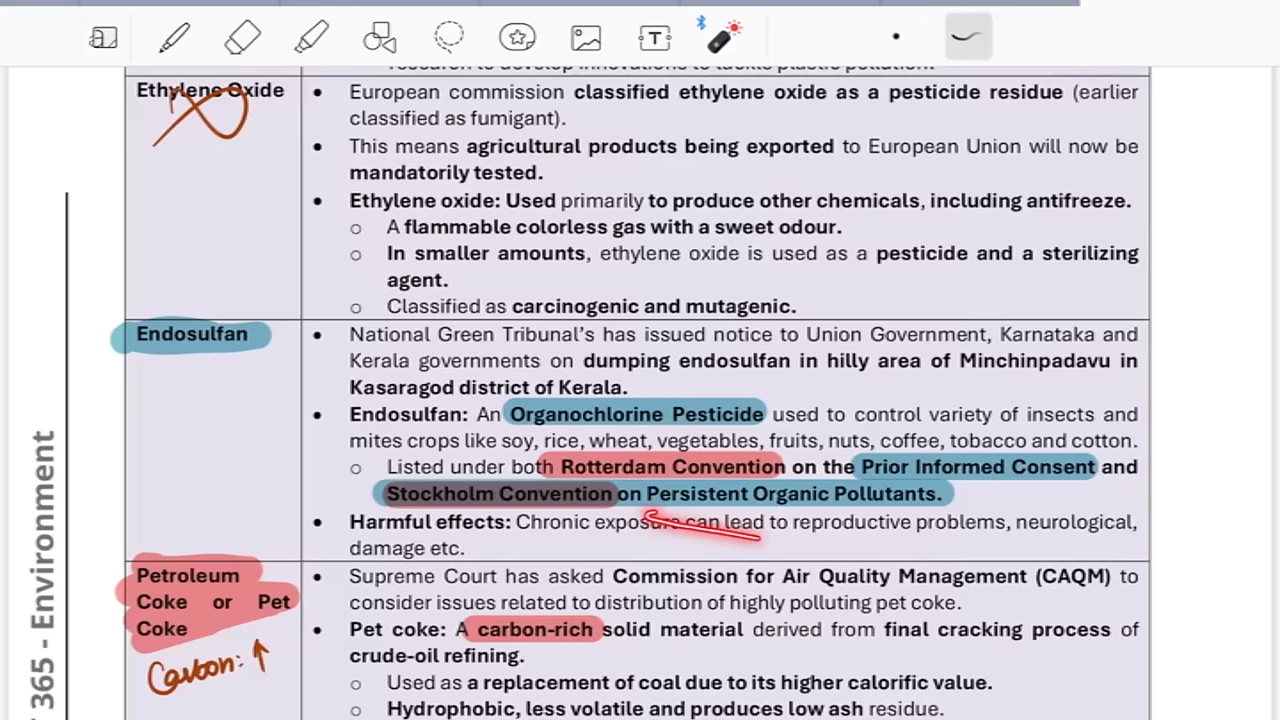 research to develop innovations to tackle plastic pollution.
Ethylene Oxide
• European commission classified ethylene oxide as a pesticide residue (earlier
classified as fumigant).
• This means agricultural products being exported to European Union will now be
mandatorily tested.
• Ethylene oxide: Used primarily to produce other chemicals, including antifreeze.
o A flammable colorless gas with a sweet odour.
o In smaller amounts, ethylene oxide is used as a pesticide and a sterilizing
agent.
o Classified as carcinogenic and mutagenic.
Endosulfan
• National Green Tribunal's has issued notice to Union Government, Karnataka and
Kerala governments on dumping endosulfan in hilly area of Minchinpadavu in
Kasaragod district of Kerala.
• Endosulfan: An Organochlorine Pesticide used to control variety of insects and
mites crops like soy, rice, wheat, vegetables, fruits, nuts, coffee, tobacco and cotton.
o Listed under both Rotterdam Convention on the Prior Informed Consent and
Stockholm Convention on Persistent Organic Pollutants.
• Harmful effects: Chronic exposure can lead to reproductive problems, neurological,
damage etc.
Petroleum
Coke or Pet
Coke
Carbon: ↑
• Supreme Court has asked Commission for Air Quality Management (CAQM) to
consider issues related to distribution of highly polluting pet coke.
• Pet coke: A carbon-rich solid material derived from final cracking process of
crude-oil refining.
o Used as a replacement of coal due to its higher calorific value.
o Hydrophobic, less volatile and produces low ash residue.
365 - Environment